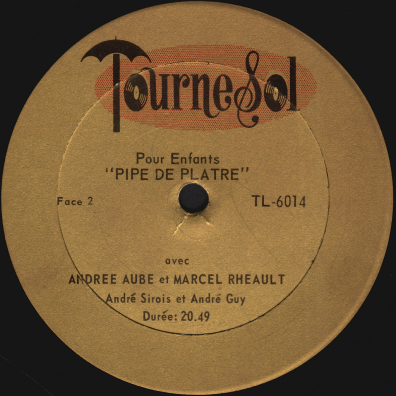 TourneSol
Pour Enfants
"PIPE DE PLATRE"
Face 2
TL-6014
avec
ANDREE AUBE et MARCEL RHEAULT
André Sirois et André Guy
Durée: 20.49